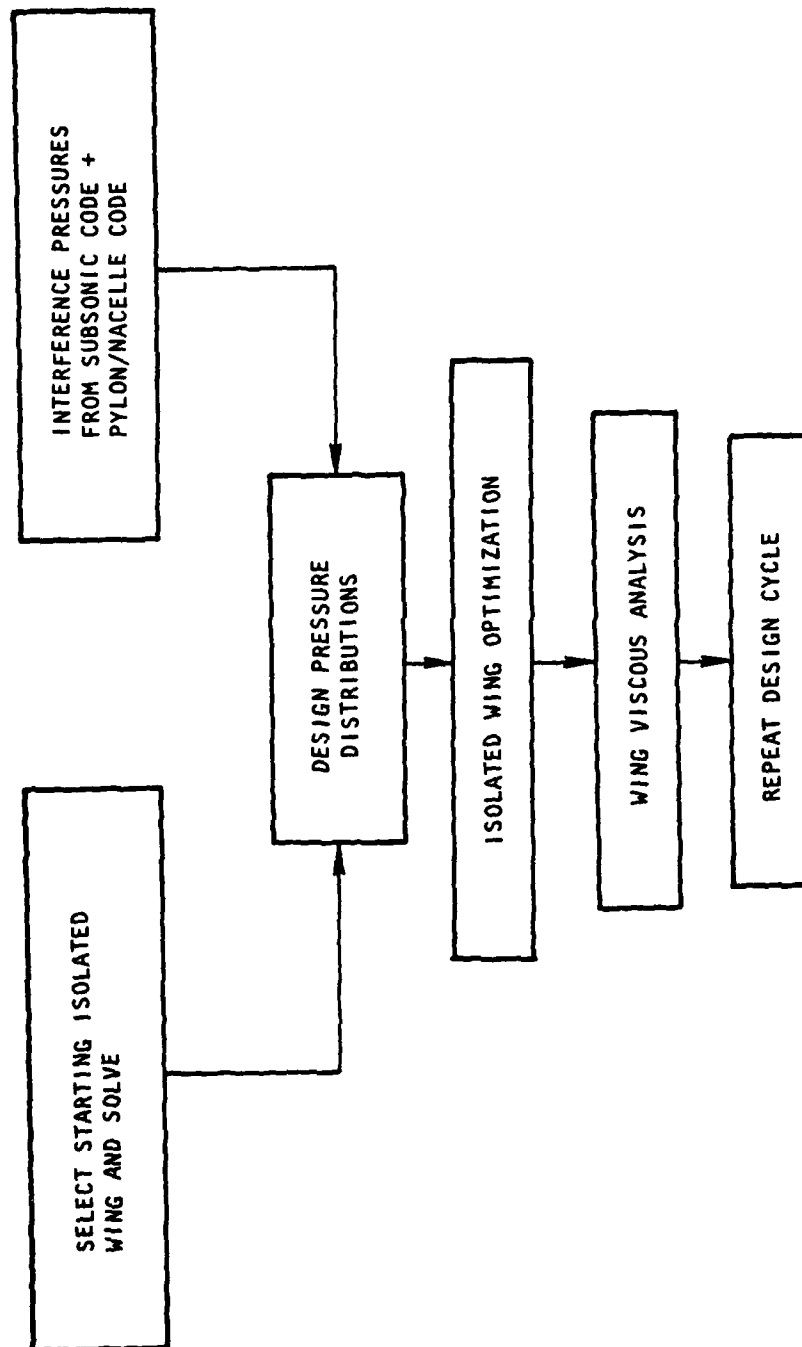 SELECT STARTING ISOLATED
WING AND SOLVE
INTERFERENCE PRESSURES
FROM SUBSONIC CODE +
PYLON/NACELLE CODE
DESIGN PRESSURE
DISTRIBUTIONS
ISOLATED WING OPTIMIZATION
WING VISCOUS ANALYSIS
REPEAT DESIGN CYCLE